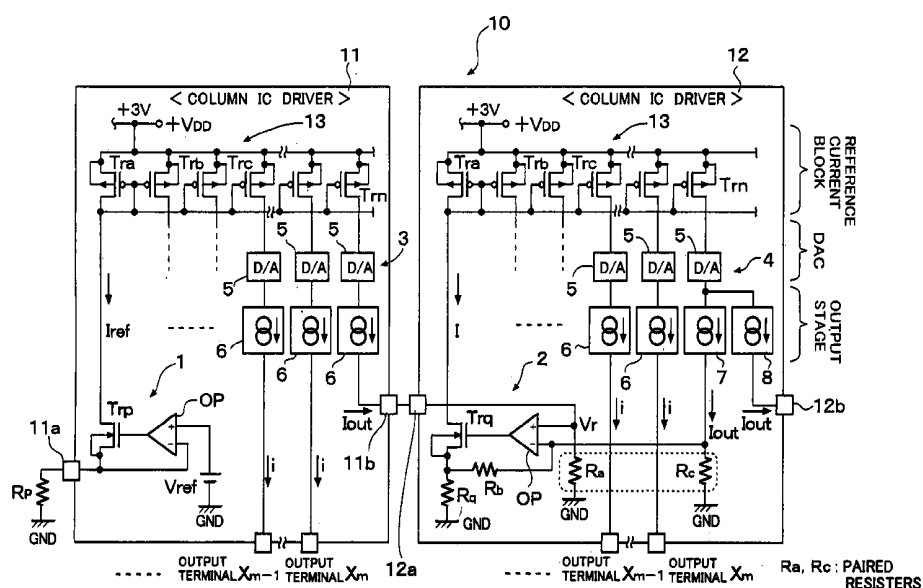 10
11
12
< COLUMN IC DRIVER >
< COLUMN IC DRIVER >
+3V
+VDD
13
+3V
+VDD
13
Tra
Trb
Trc
Trn
Tra
Trb
Trc
Trn
REFERENCE
CURRENT
BLOCK
5
5
3
D/A
D/A
D/A
5
5
5
4
D/A
D/A
D/A
5
DAC
Iref
6
6
6
I
6
6
7
8
OUTPUT
STAGE
1
Trp
OP
11a
Rp
GND
Vref
GND
i
i
Iout
11b
2
Trq
Vr
OP
Rb
Rq
GND
Ra
GND
i
i
Iout
Rc
GND
Iout
12b
12a
OUTPUT
TERMINAL Xm-1
OUTPUT
TERMINAL Xm
OUTPUT
TERMINAL Xm-1
OUTPUT
TERMINAL Xm
Ra, Rc : PAIRED
RESISTERS